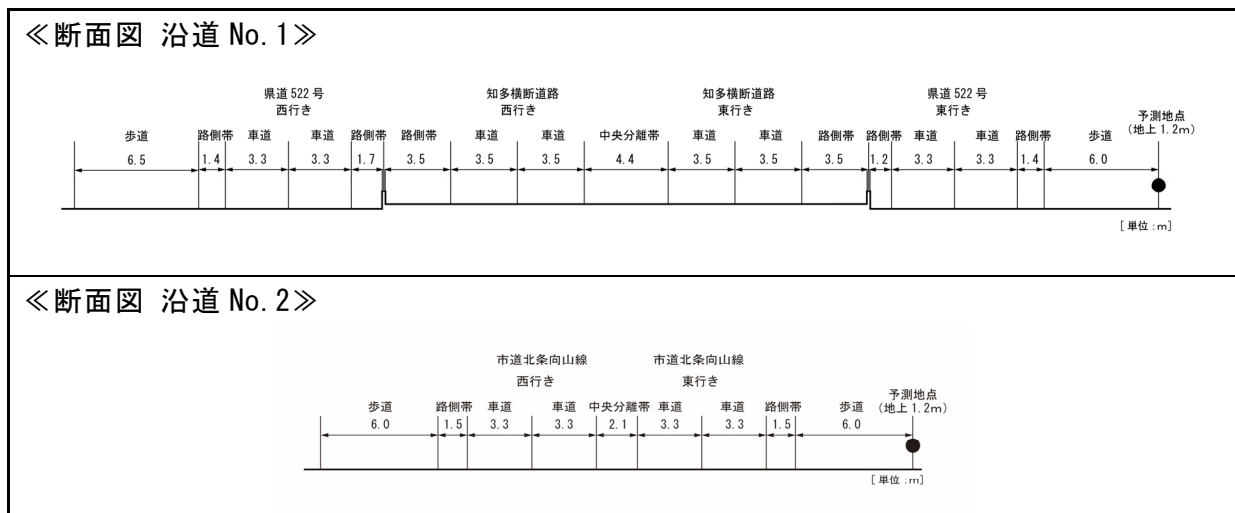 ≪断面図 沿道 No.1≫
県道522号 知多横断道路 知多横断道路 県道522号
西行き 西行き 東行き 東行き
予測地点
(地上1.2m)
歩道 路側帯 車道 車道 路側帯 路側帯 車道 車道 中央分離帯 車道 車道 路側帯 路側帯 車道 車道 路側帯 歩道
6.5 1.4 3.3 3.3 1.7 3.5 3.5 3.5 4.4 3.5 3.5 3.5 1.2 3.3 3.3 1.4 6.0
[単位:m]
≪断面図 沿道 No.2≫
市道北条向山線 市道北条向山線
西行き 東行き
予測地点
(地上1.2m)
歩道 路側帯 車道 車道 中央分離帯 車道 車道 路側帯 歩道
6.0 1.5 3.3 3.3 2.1 3.3 3.3 1.5 6.0
[単位:m]